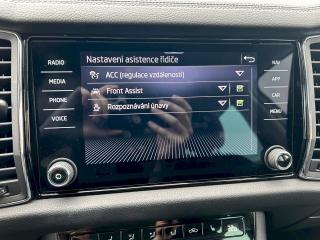 Nastavení asistence řidiče
RADIO
MEDIA
PHONE
VOICE
ACC (regulace vzdálenosti)
Front Assist
Rozpoznávání únavy
NAV
APP
CAR
MENU